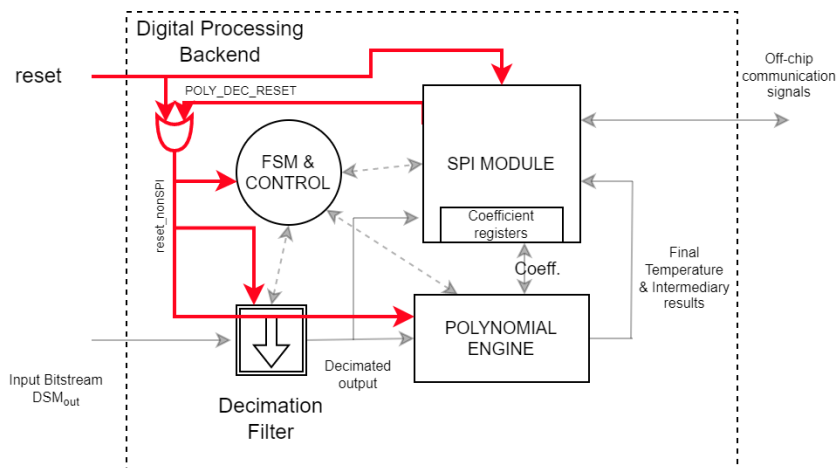 Digital Processing
Backend
reset
POLY_DEC_RESET
Off-chip
communication
signals
FSM &
CONTROL
SPI MODULE
reset_nonSPI
Coefficient
registers
Coeff.
Final
Temperature
& Intermediary
results
POLYNOMIAL
ENGINE
Input Bitstream
DSMout
Decimated
output
Decimation
Filter